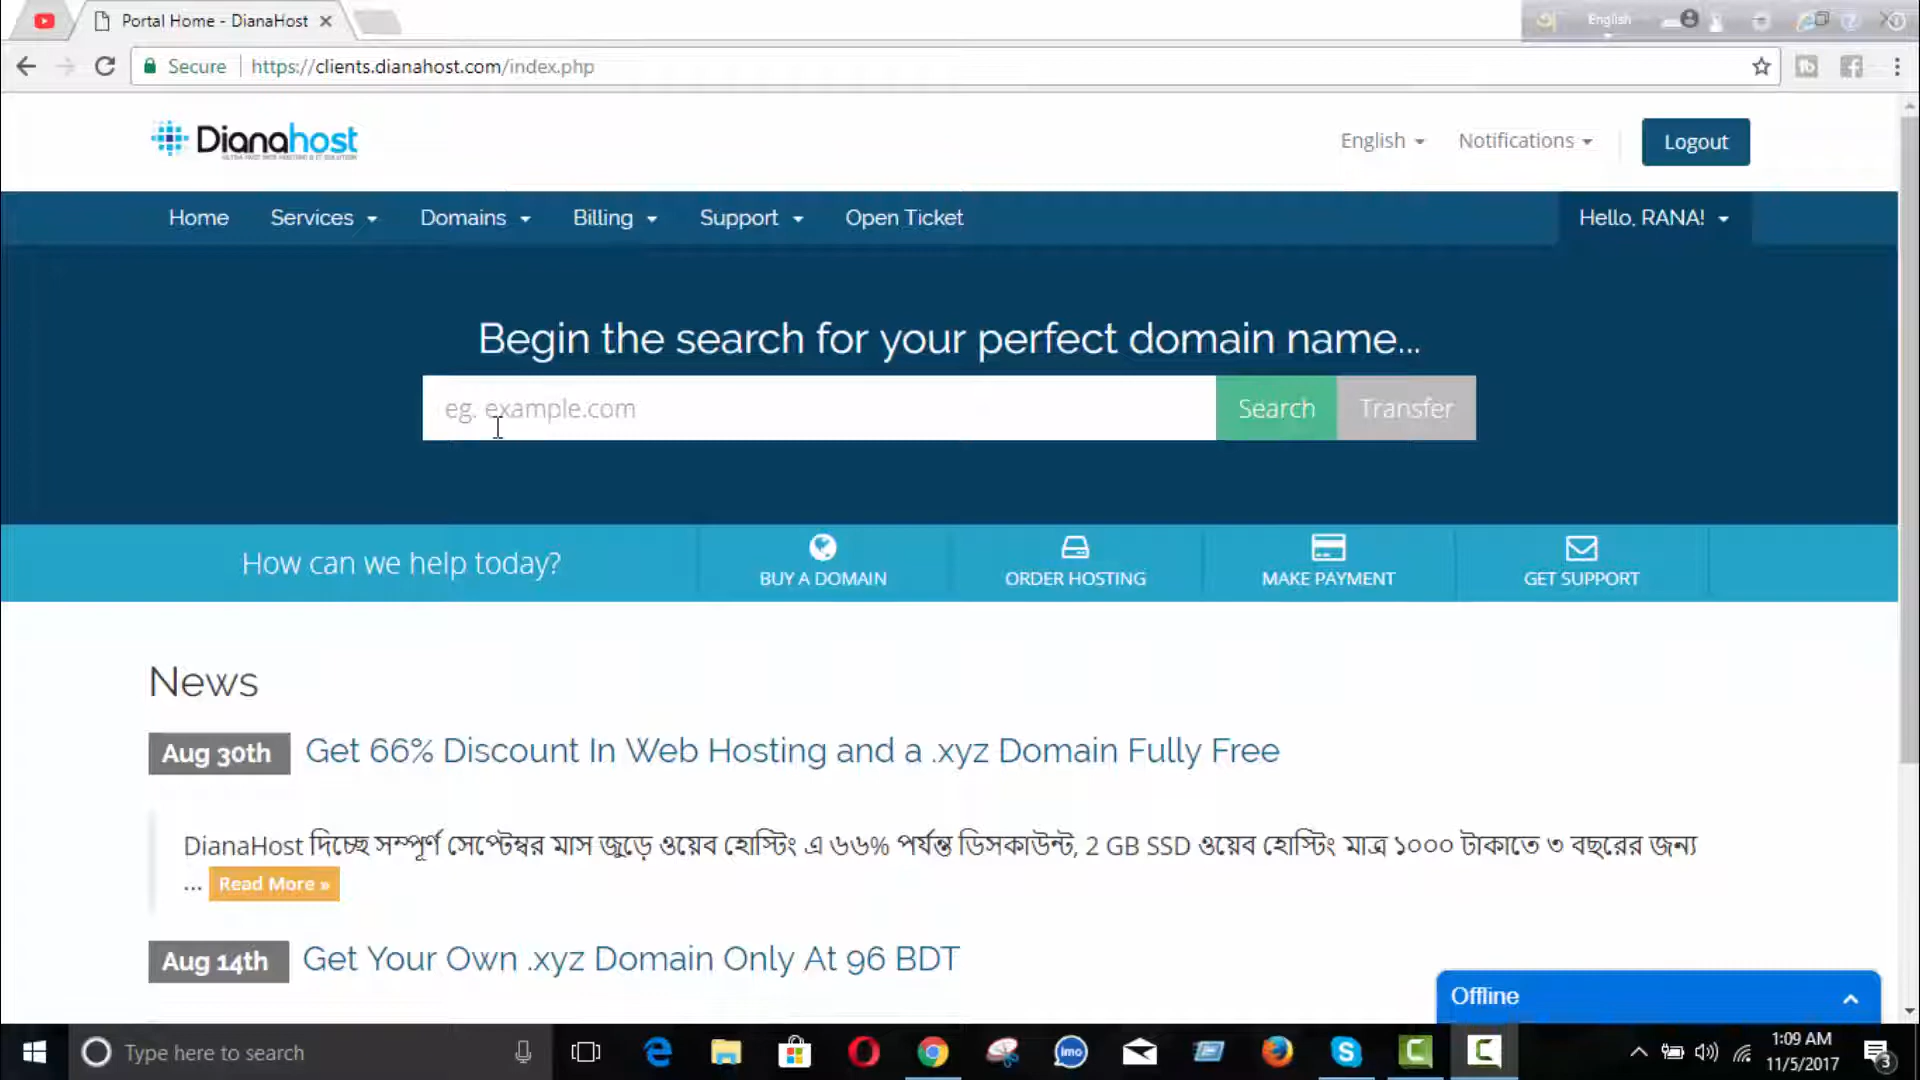 Portal Home - DianaHost
English
Secure https://clients.dianahost.com/index.php
Dianahost
English Notifications Logout
Home Services Domains Billing Support Open Ticket Hello, RANA!
Begin the search for your perfect domain name...
eg. example.com Search Transfer
How can we help today? BUY A DOMAIN ORDER HOSTING MAKE PAYMENT GET SUPPORT
News
Aug 30th Get 66% Discount In Web Hosting and a .xyz Domain Fully Free
DianaHost দিচ্ছে সম্পূর্ণ সেপ্টেম্বর মাস জুড়ে ওয়েব হোস্টিং এ ৬৬% পর্যন্ত ডিসকাউন্ট, 2 GB SSD ওয়েব হোস্টিং মাত্র ১০০০ টাকাতে ৩ বছরের জন্য
... Read More »
Aug 14th Get Your Own .xyz Domain Only At 96 BDT
Offline
Type here to search
imo
1:09 AM
11/5/2017
3